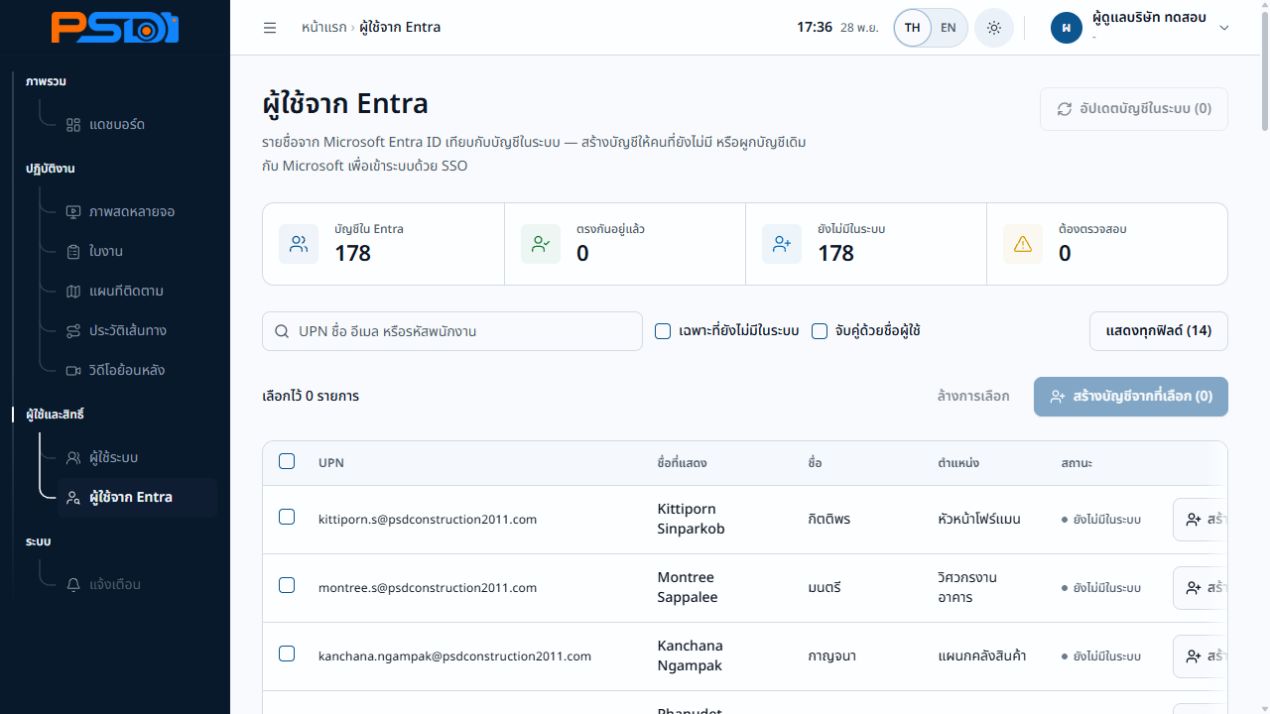 PSD
ภาพรวม
แดชบอร์ด
ปฏิบัติงาน
ภาพสดหลายจอ
ใบงาน
แผนที่ติดตาม
ประวัติเส้นทาง
วิดีโอย้อนหลัง
ผู้ใช้และสิทธิ์
ผู้ใช้ระบบ
ผู้ใช้จาก Entra
ระบบ
แจ้งเตือน
หน้าแรก › ผู้ใช้จาก Entra
17:36 28 พ.ย.
TH EN
ผ
ผู้ดูแลบริษัท ทดสอบ
-
ผู้ใช้จาก Entra
รายชื่อจาก Microsoft Entra ID เทียบกับบัญชีในระบบ — สร้างบัญชีให้คนที่ยังไม่มี หรือผูกบัญชีเดิม
กับ Microsoft เพื่อเข้าระบบด้วย SSO
อัปเดตบัญชีในระบบ (0)
บัญชีใน Entra
178
ตรงกันอยู่แล้ว
0
ยังไม่มีในระบบ
178
ต้องตรวจสอบ
0
UPN ชื่อ อีเมล หรือรหัสพนักงาน
เฉพาะที่ยังไม่มีในระบบ
จับคู่ด้วยชื่อผู้ใช้
แสดงทุกฟิลด์ (14)
เลือกไว้ 0 รายการ
ล้างการเลือก
สร้างบัญชีจากที่เลือก (0)
UPN ชื่อที่แสดง ชื่อ ตำแหน่ง สถานะ
kittiporn.s@psdconstruction2011.com
Kittiporn
Sinparkob
กิตติพร
หัวหน้าโฟร์แมน
ยังไม่มีในระบบ
สร้
montree.s@psdconstruction2011.com
Montree
Sappalee
มนตรี
วิศวกรงาน
อาคาร
ยังไม่มีในระบบ
สร้
kanchana.ngampak@psdconstruction2011.com
Kanchana
Ngampak
กาญจนา
แผนกคลังสินค้า
ยังไม่มีในระบบ
สร้